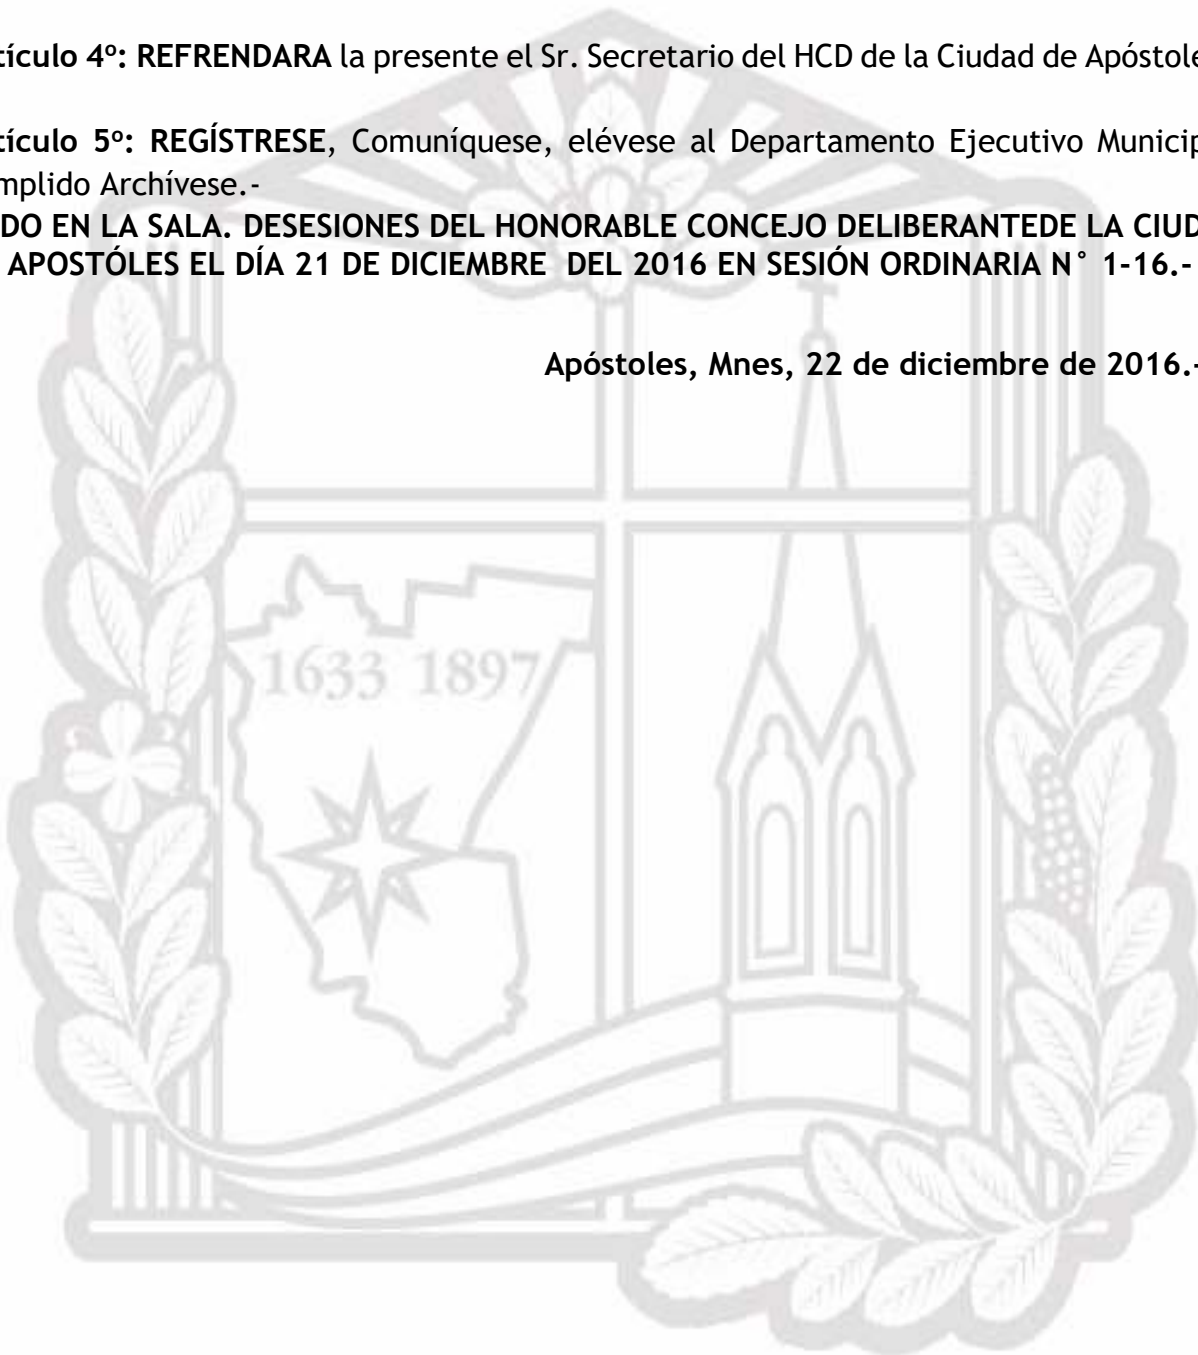 tículo 4º: REFRENDARA la presente el Sr. Secretario del HCD de la Ciudad de Apóstole
tículo 5º: REGÍSTRESE, Comuníquese, elévese al Departamento Ejecutivo Municip
mplido Archívese.-
DO EN LA SALA. DESESIONES DEL HONORABLE CONCEJO DELIBERANTEDE LA CIUD
APOSTÓLES EL DÍA 21 DE DICIEMBRE DEL 2016 EN SESIÓN ORDINARIA N° 1-16.-
Apóstoles, Mnes, 22 de diciembre de 2016.-
1633 1897